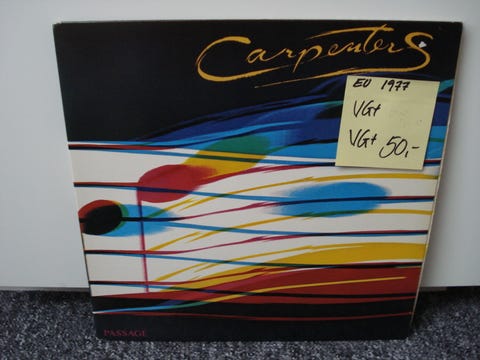 Carpenters
EU 1977
VG+
VG+ 50,-
PASSAGE